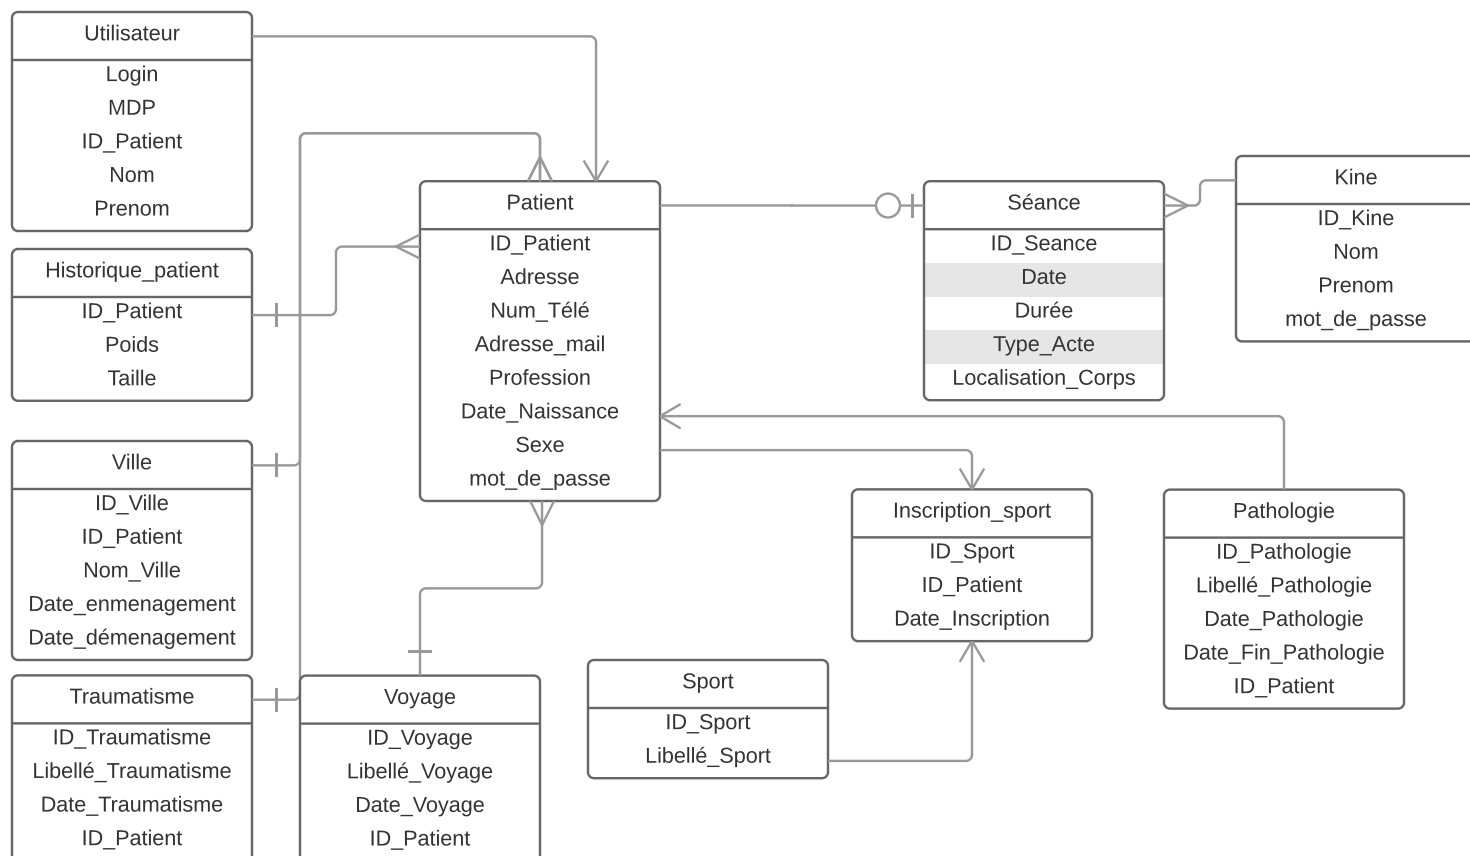 Utilisateur
Login
MDP
ID_Patient
Nom
Prenom
Historique_patient
ID_Patient
Poids
Taille
Ville
ID_Ville
ID_Patient
Nom_Ville
Date_enmenagement
Date_démenagement
Traumatisme
ID_Traumatisme
Libellé_Traumatisme
Date_Traumatisme
ID_Patient
Voyage
ID_Voyage
Libellé_Voyage
Date_Voyage
ID_Patient
Patient
ID_Patient
Adresse
Num_Télé
Adresse_mail
Profession
Date_Naissance
Sexe
mot_de_passe
Séance
ID_Seance
Date
Durée
Type_Acte
Localisation_Corps
Kine
ID_Kine
Nom
Prenom
mot_de_passe
Inscription_sport
ID_Sport
ID_Patient
Date_Inscription
Sport
ID_Sport
Libellé_Sport
Pathologie
ID_Pathologie
Libellé_Pathologie
Date_Pathologie
Date_Fin_Pathologie
ID_Patient